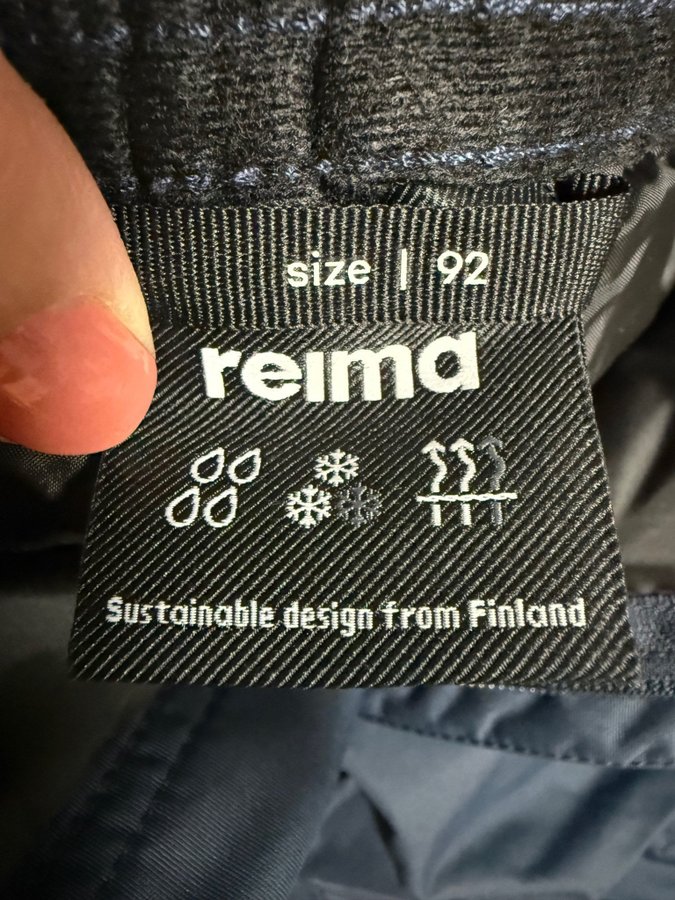 size | 92
reima
Sustainable design from Finland